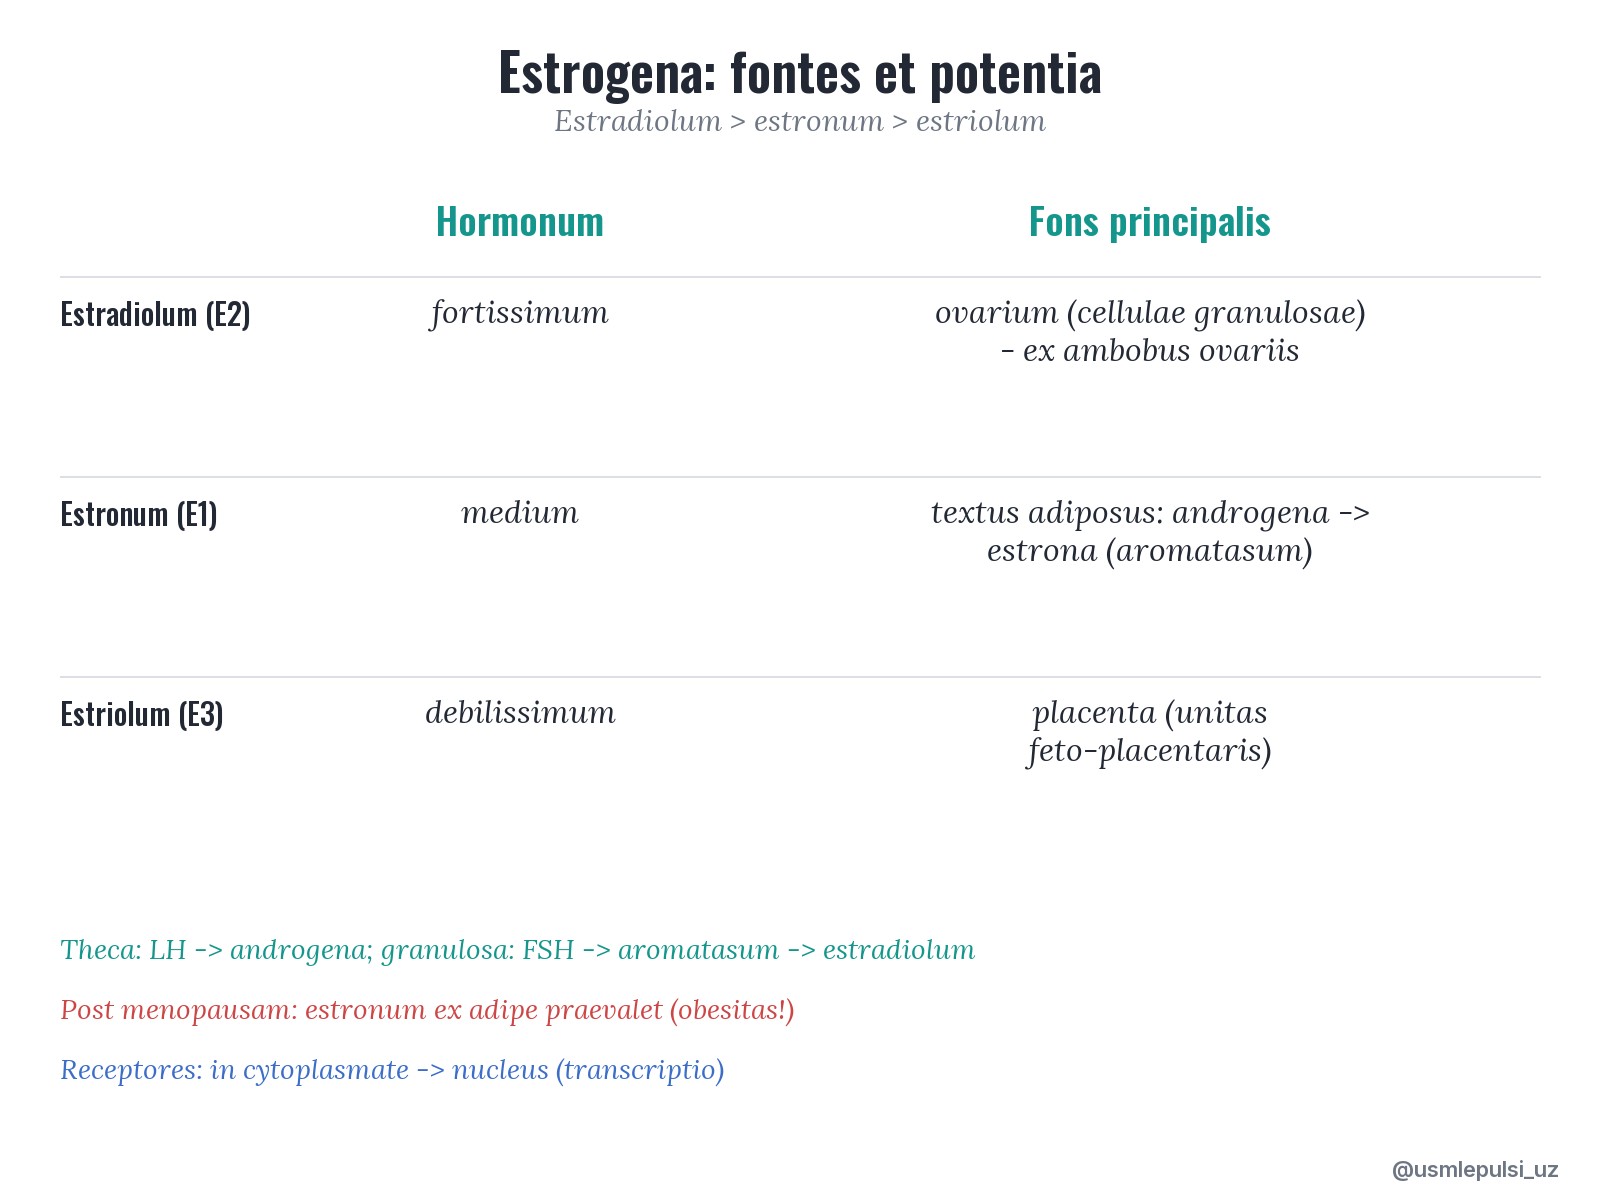 Estrogena: fontes et potentia
Estradiolum > estronum > estriolum
Hormonum Fons principalis
Estradiolum (E2) fortissimum ovarium (cellulae granulosae)
- ex ambobus ovariis
Estronum (E1) medium textus adiposus: androgena ->
estrona (aromatasum)
Estriolum (E3) debilissimum placenta (unitas
feto-placentaris)
Theca: LH -> androgena; granulosa: FSH -> aromatasum -> estradiolum
Post menopausam: estronum ex adipe praevalet (obesitas!)
Receptores: in cytoplasmate -> nucleus (transcriptio)
@usmlepulsi_uz